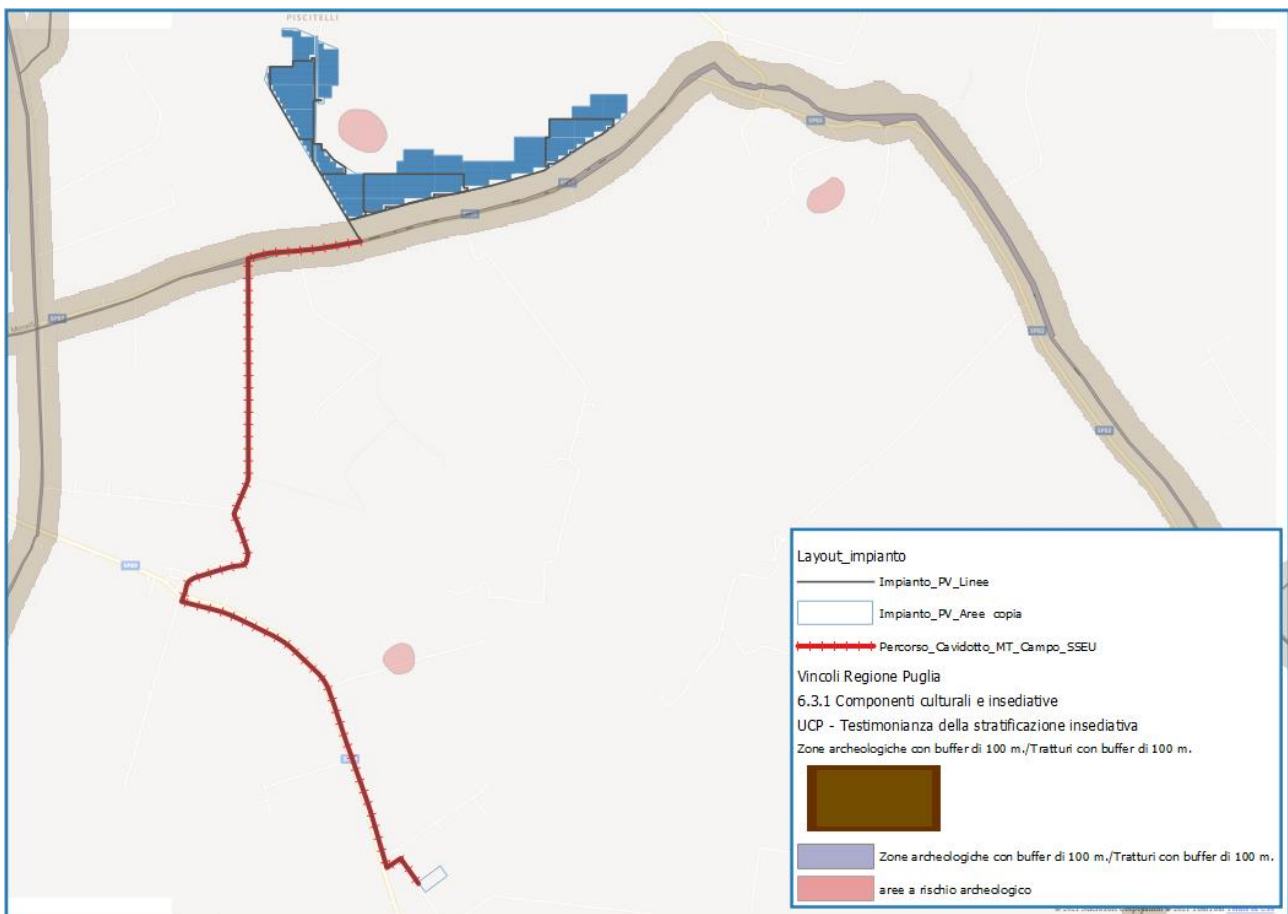 PISCITELLI
SP89
SP62
Layout_impianto
Impianto_PV_Linee
Impianto_PV_Aree copia
Percorso_Cavidotto_MT_Campo_SSEU
Vincoli Regione Puglia
6.3.1 Componenti culturali e insediative
UCP - Testimonianza della stratificazione insediativa
Zone archeologiche con buffer di 100 m./Tratturi con buffer di 100 m.
Zone archeologiche con buffer di 100 m./Tratturi con buffer di 100 m.
aree a rischio archeologico